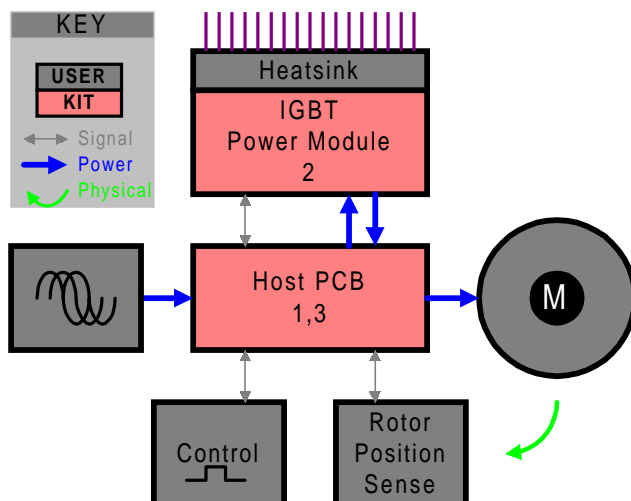 KEY
USER
KIT
Signal
Power
Physical
Heatsink
IGBT
Power Module
2
Host PCB
1,3
M
Control
Rotor
Position
Sense